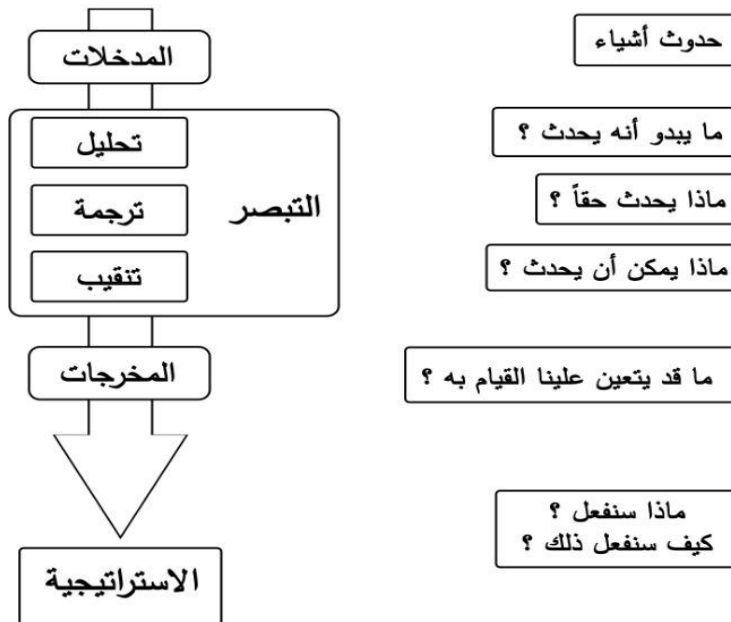 حدوث أشياء
المدخلات
ما يبدو أنه يحدث ؟
تحليل
ماذا يحدث حقاً ؟
ترجمة
التبصر
ماذا يمكن أن يحدث ؟
تنقيب
ما قد يتعين علينا القيام به ؟
المخرجات
ماذا سنفعل ؟
كيف سنفعل ذلك ؟
الاستراتيجية